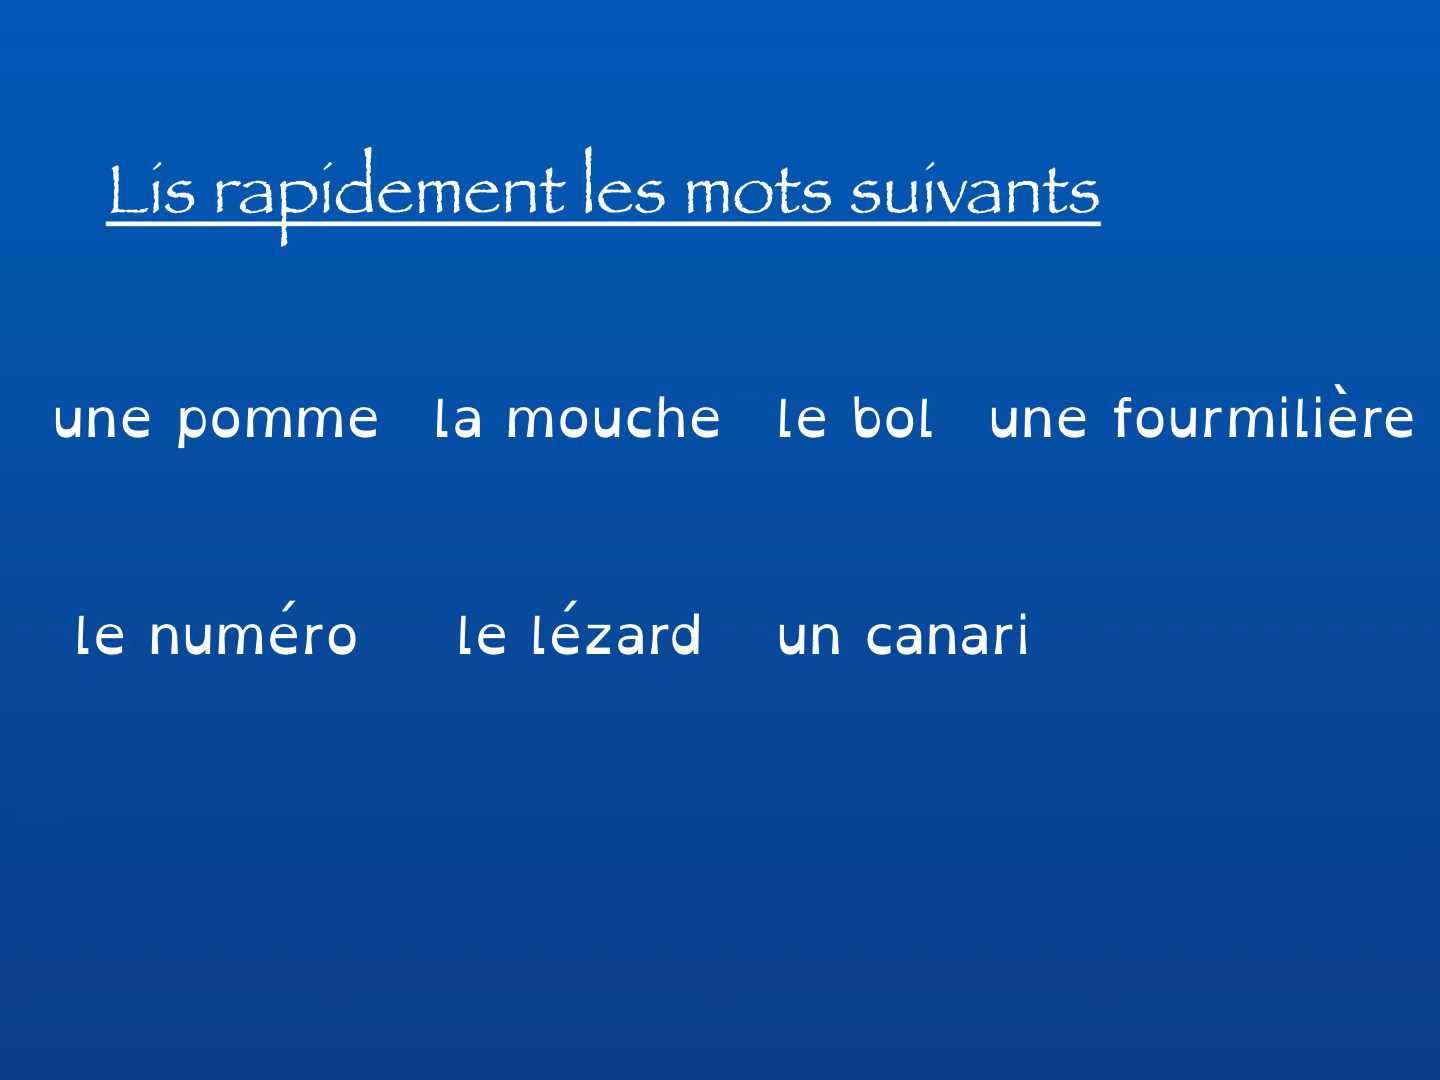 Lis rapidement les mots suivants
une pomme la mouche le bol une fourmilière
le numéro le lézard un canari